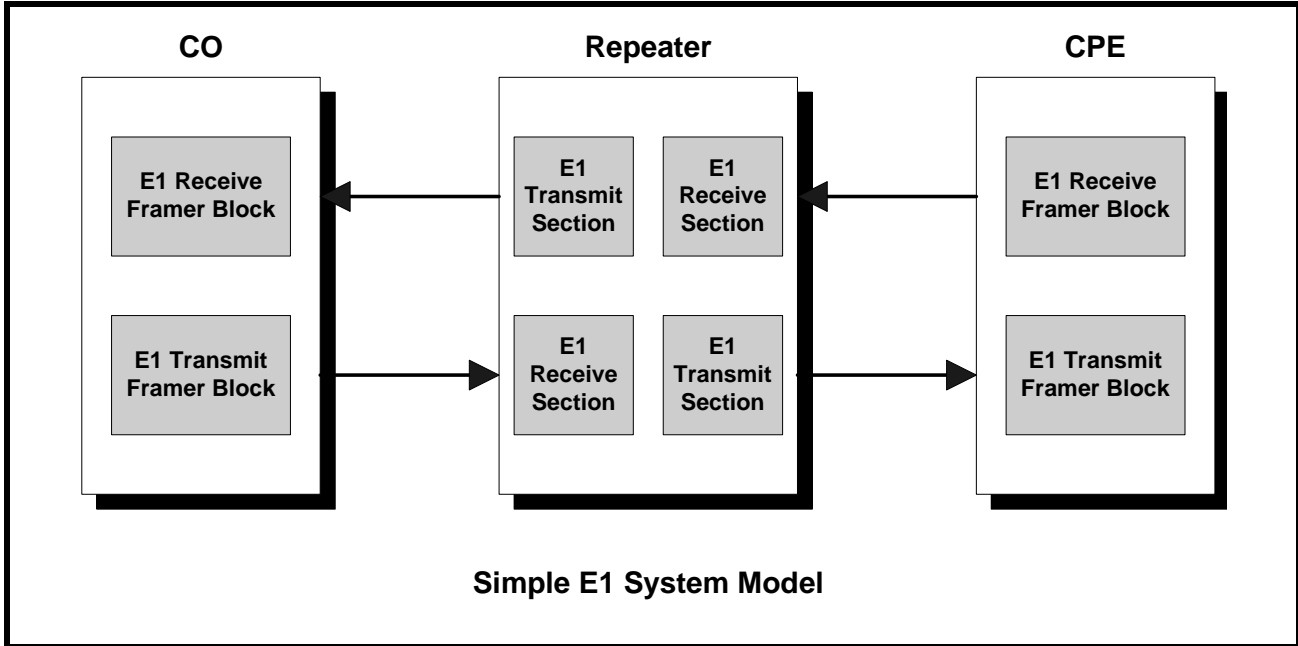 CO
Repeater
CPE
E1 Receive
Framer Block
E1
Transmit
Section
E1
Receive
Section
E1 Receive
Framer Block
E1 Transmit
Framer Block
E1
Receive
Section
E1
Transmit
Section
E1 Transmit
Framer Block
Simple E1 System Model